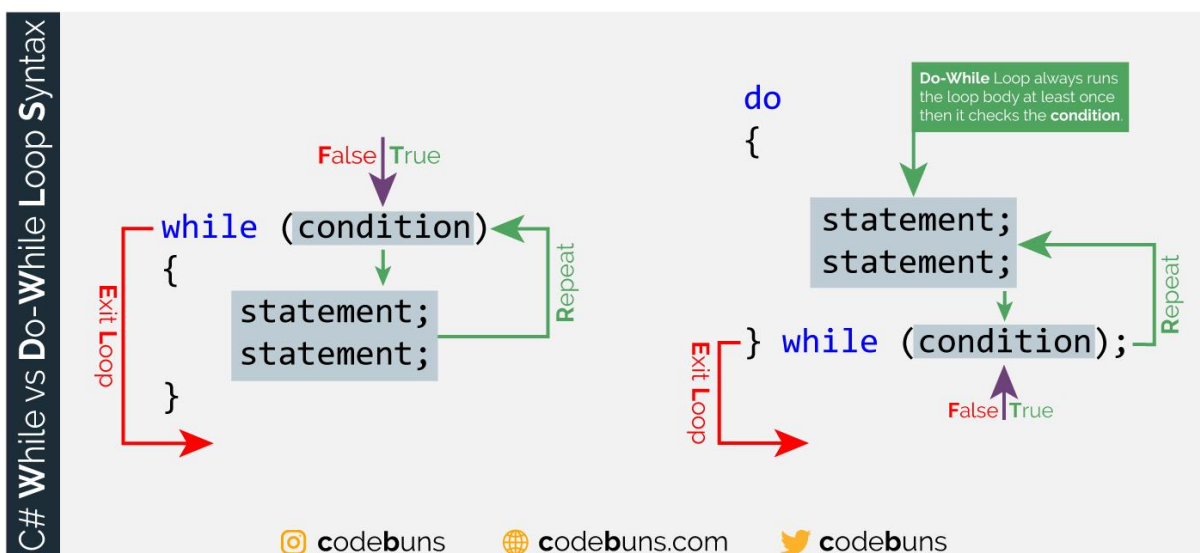 C# While vs Do-While Loop Syntax
False True
while (condition)
{
statement;
statement;
}
Exit Loop
Repeat
do
{
Do-While Loop always runs
the loop body at least once
then it checks the condition.
statement;
statement;
} while (condition);
False True
Exit Loop
Repeat
codebuns codebuns.com codebuns